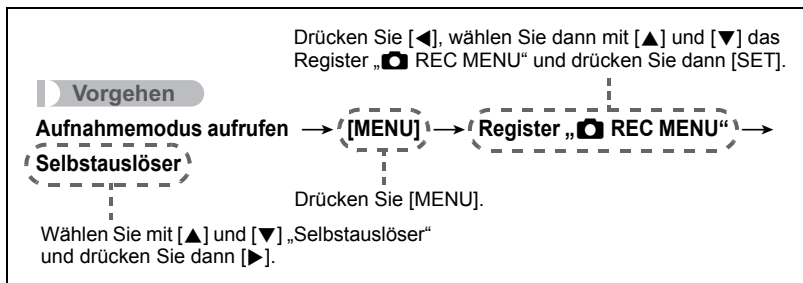 Drücken Sie [◀], wählen Sie dann mit [▲] und [▼] das
Register „📷 REC MENU“ und drücken Sie dann [SET].
Vorgehen
Aufnahmemodus aufrufen → [MENU] → Register „📷 REC MENU“ →
Selbstauslöser
Drücken Sie [MENU].
Wählen Sie mit [▲] und [▼] „Selbstauslöser“
und drücken Sie dann [▶].